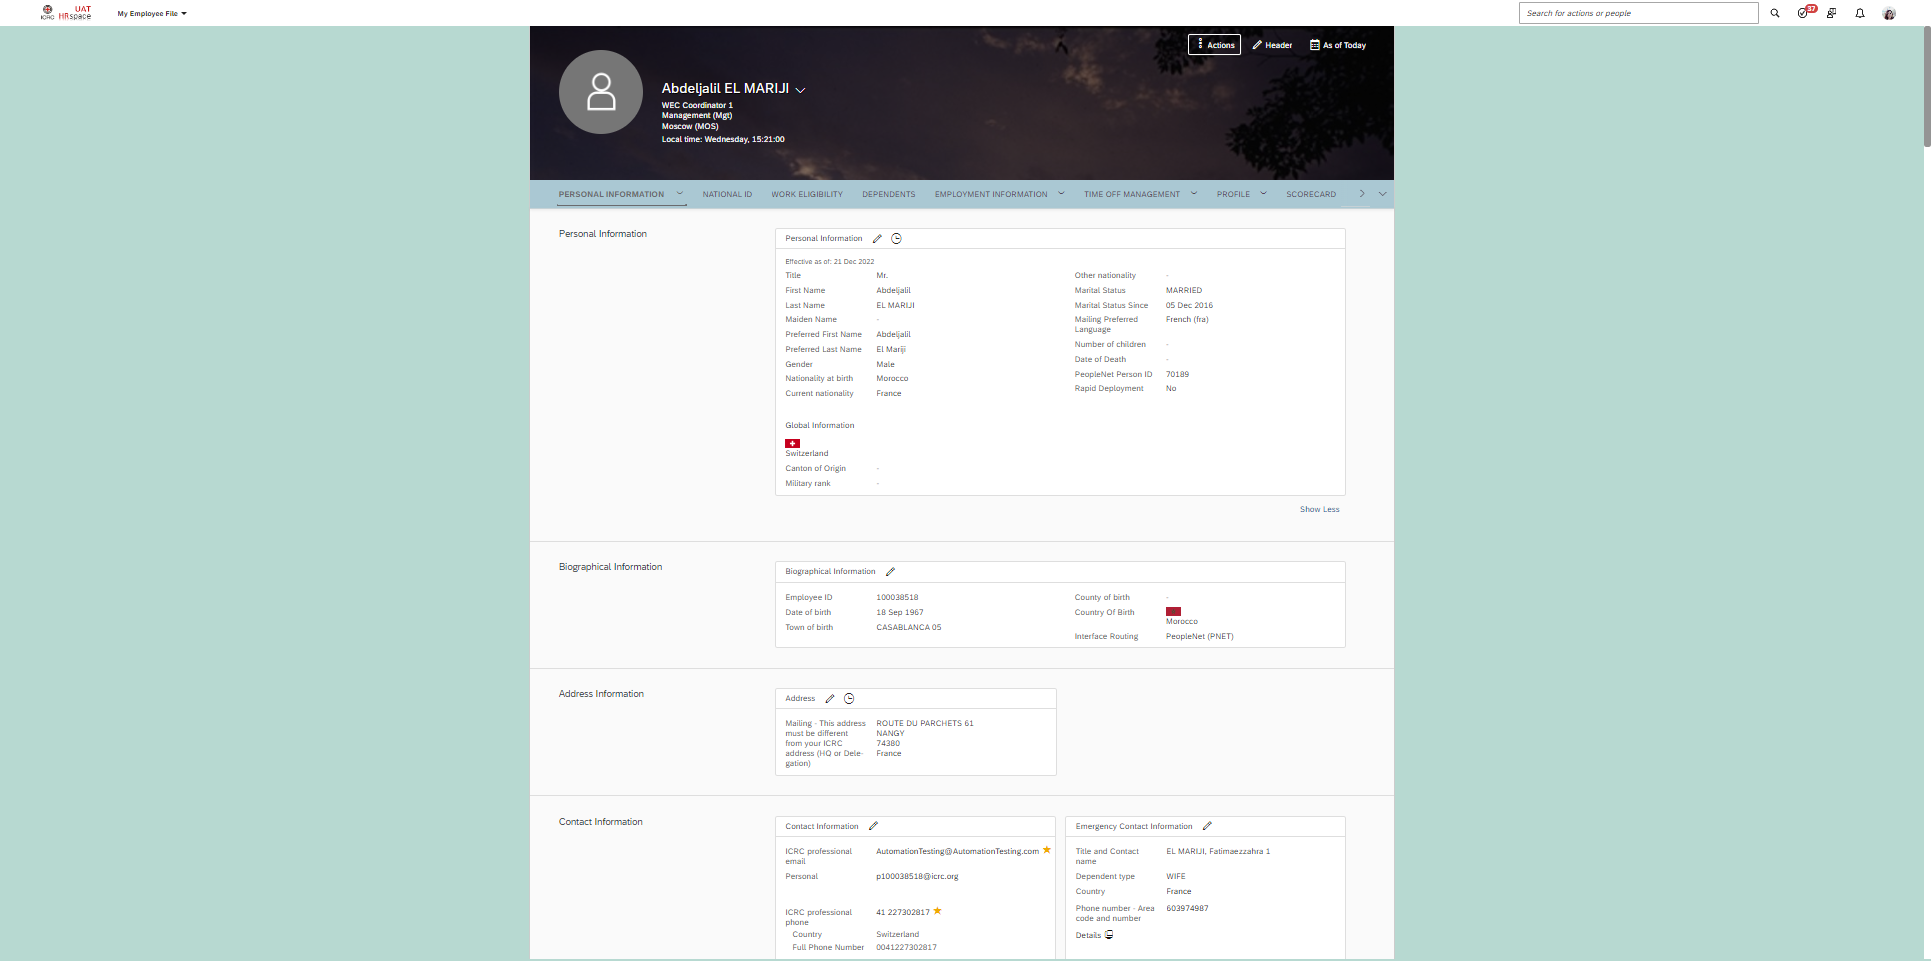 ICRC
UAT
HRspace
My Employee File
Search for actions or people
37
Actions
Header
As of Today
Abdeljalil EL MARIJI
WEC Coordinator 1
Management (Mgt)
Moscow (MOS)
Local time: Wednesday, 15:21:00
PERSONAL INFORMATION
NATIONAL ID
WORK ELIGIBILITY
DEPENDENTS
EMPLOYMENT INFORMATION
TIME OFF MANAGEMENT
PROFILE
SCORECARD
Personal Information
Personal Information
Effective as of: 21 Dec 2022
Title Mr.
First Name Abdeljalil
Last Name EL MARIJI
Maiden Name -
Preferred First Name Abdeljalil
Preferred Last Name El Mariji
Gender Male
Nationality at birth Morocco
Current nationality France
Other nationality -
Marital Status MARRIED
Marital Status Since 05 Dec 2016
Mailing Preferred French (fra)
Language
Number of children -
Date of Death -
PeopleNet Person ID 70189
Rapid Deployment No
Global Information
Switzerland
Canton of Origin -
Military rank -
Show Less
Biographical Information
Biographical Information
Employee ID 100038518
Date of birth 18 Sep 1967
Town of birth CASABLANCA 05
County of birth -
Country Of Birth
Morocco
Interface Routing PeopleNet (PNET)
Address Information
Address
Mailing - This address ROUTE DU PARCHETS 61
must be different NANGY
from your ICRC 74380
address (HQ or Dele- France
gation)
Contact Information
Contact Information
ICRC professional AutomationTesting@AutomationTesting.com
email
Personal p100038518@icrc.org
ICRC professional 41 227302817
phone
Country Switzerland
Full Phone Number 0041227302817
Emergency Contact Information
Title and Contact EL MARIJI, Fatimaezzahra 1
name
Dependent type WIFE
Country France
Phone number - Area 603974987
code and number
Details